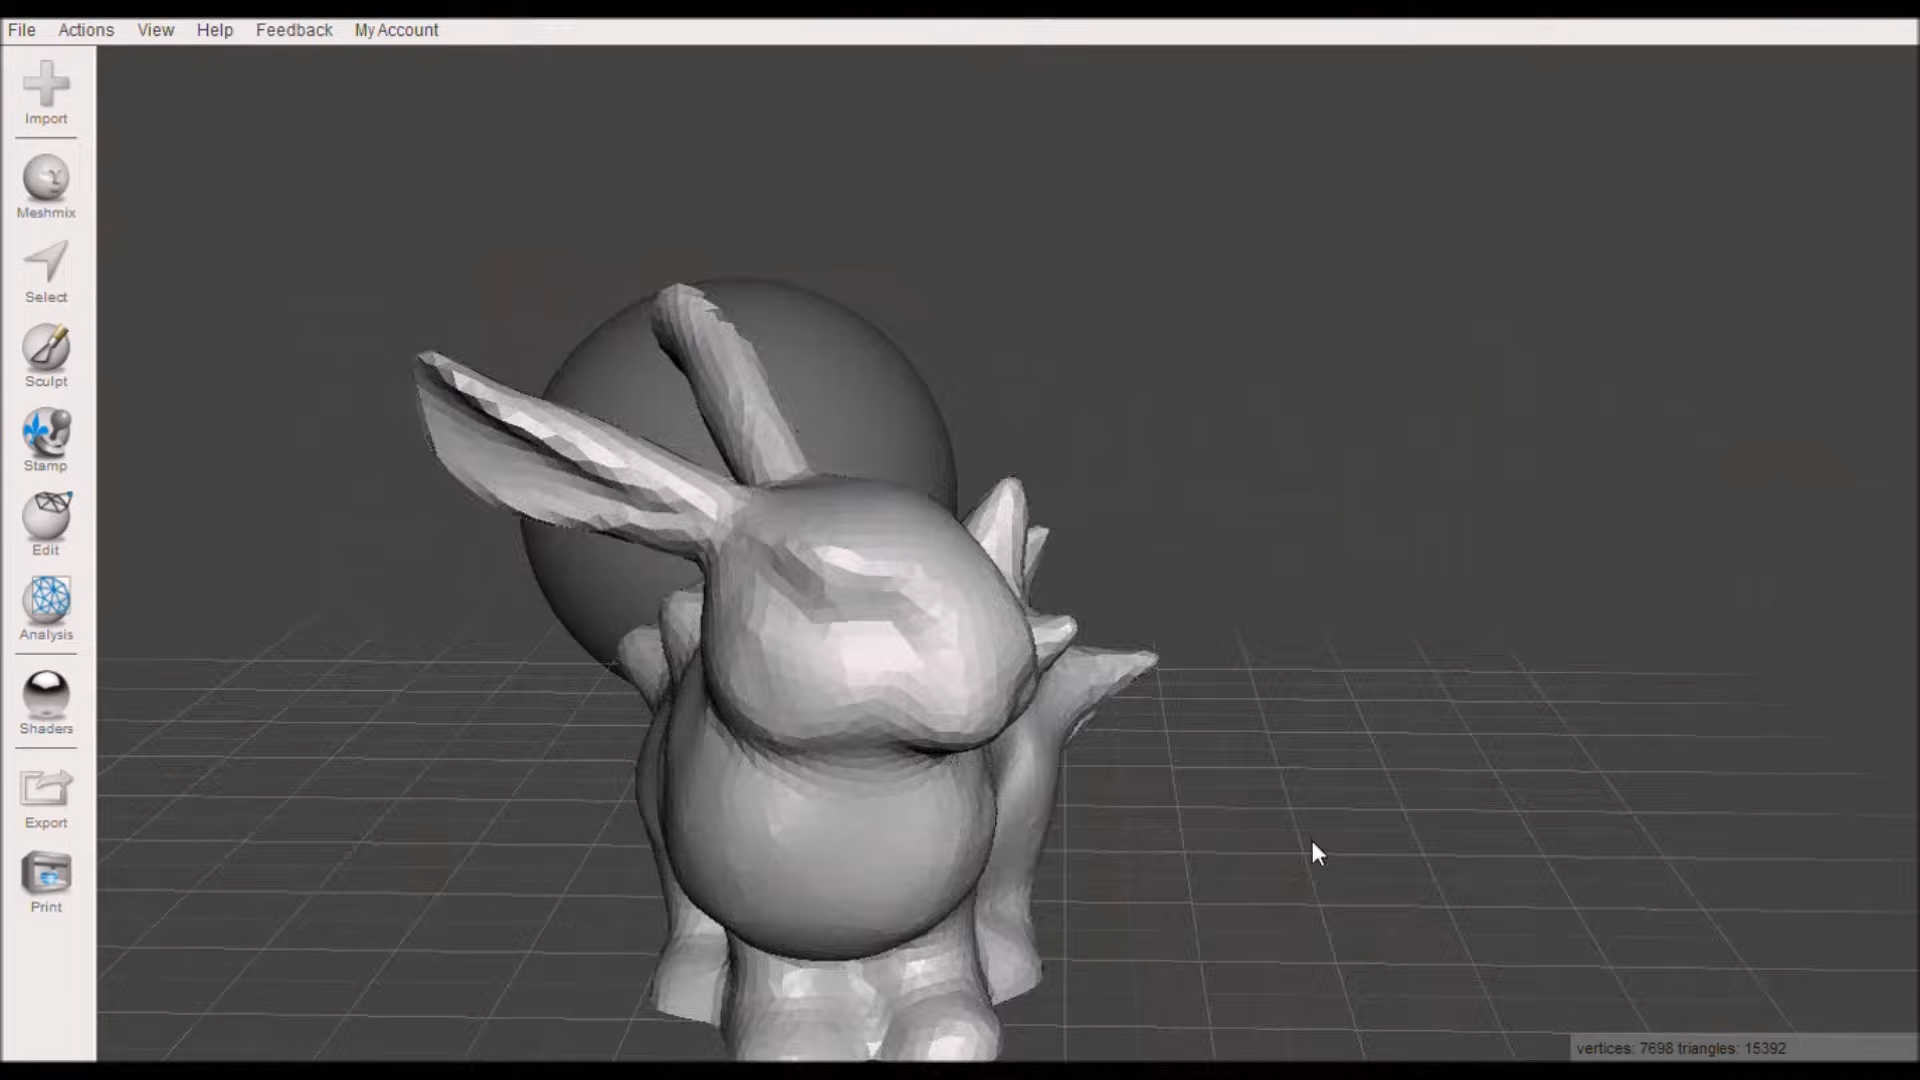 File Actions View Help Feedback My Account
Import
Meshmix
Select
Sculpt
Stamp
Edit
Analysis
Shaders
Export
Print
vertices: 7698 triangles: 15392